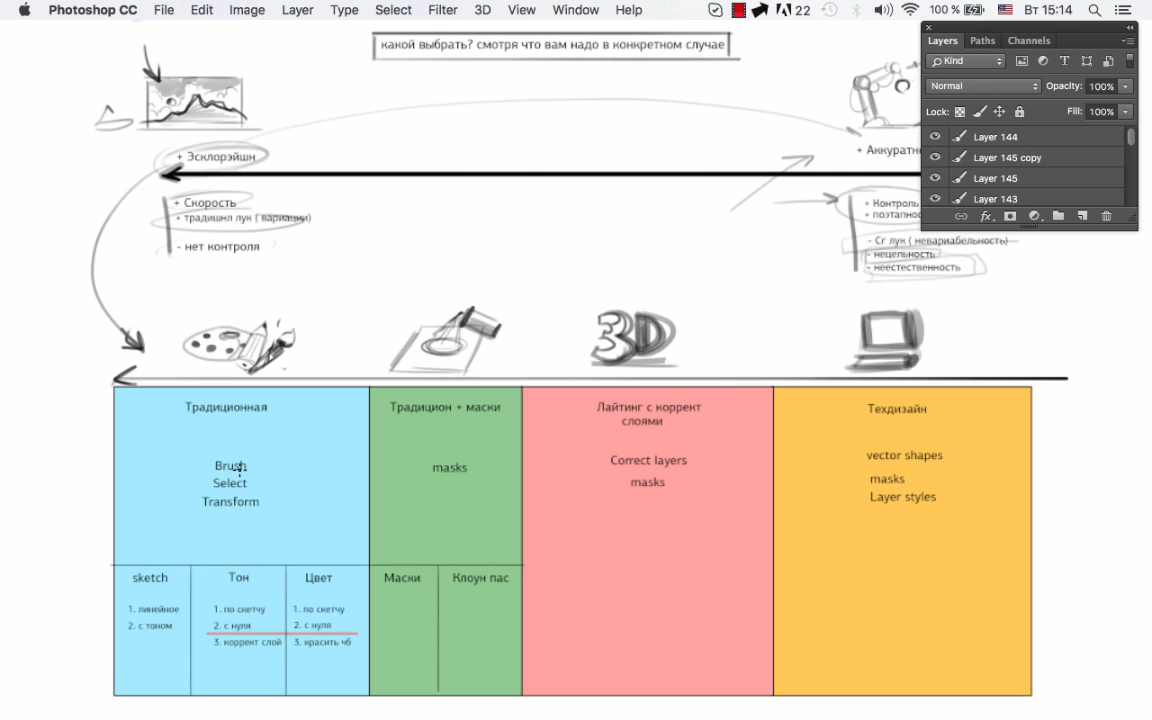 Photoshop CC File Edit Image Layer Type Select Filter 3D View Window Help 22 100 % Вт 15:14
какой выбрать? смотря что вам надо в конкретном случае
Layers Paths Channels
Kind
Normal Opacity: 100%
Lock: Fill: 100%
Layer 144
Layer 145 copy
Layer 145
Layer 143
fx
+ Эсклорэйшн
+ Скорость
+ традишнл лук ( вариации)
- нет контроля
+ Аккуратн
+ Контроль
+ поэтапнос
- Сг лук ( невариабельность)
- нецельность
- неестественность
3D
Традиционная
Brush
Select
Transform
Традицион + маски
masks
Лайтинг с коррект
слоями
Correct layers
masks
Техдизайн
vector shapes
masks
Layer styles
sketch
1. линейное
2. с тоном
Тон
1. по скетчу
2. с нуля
3. коррект слой
Цвет
1. по скетчу
2. с нуля
3. красить чб
Маски
Клоун пас